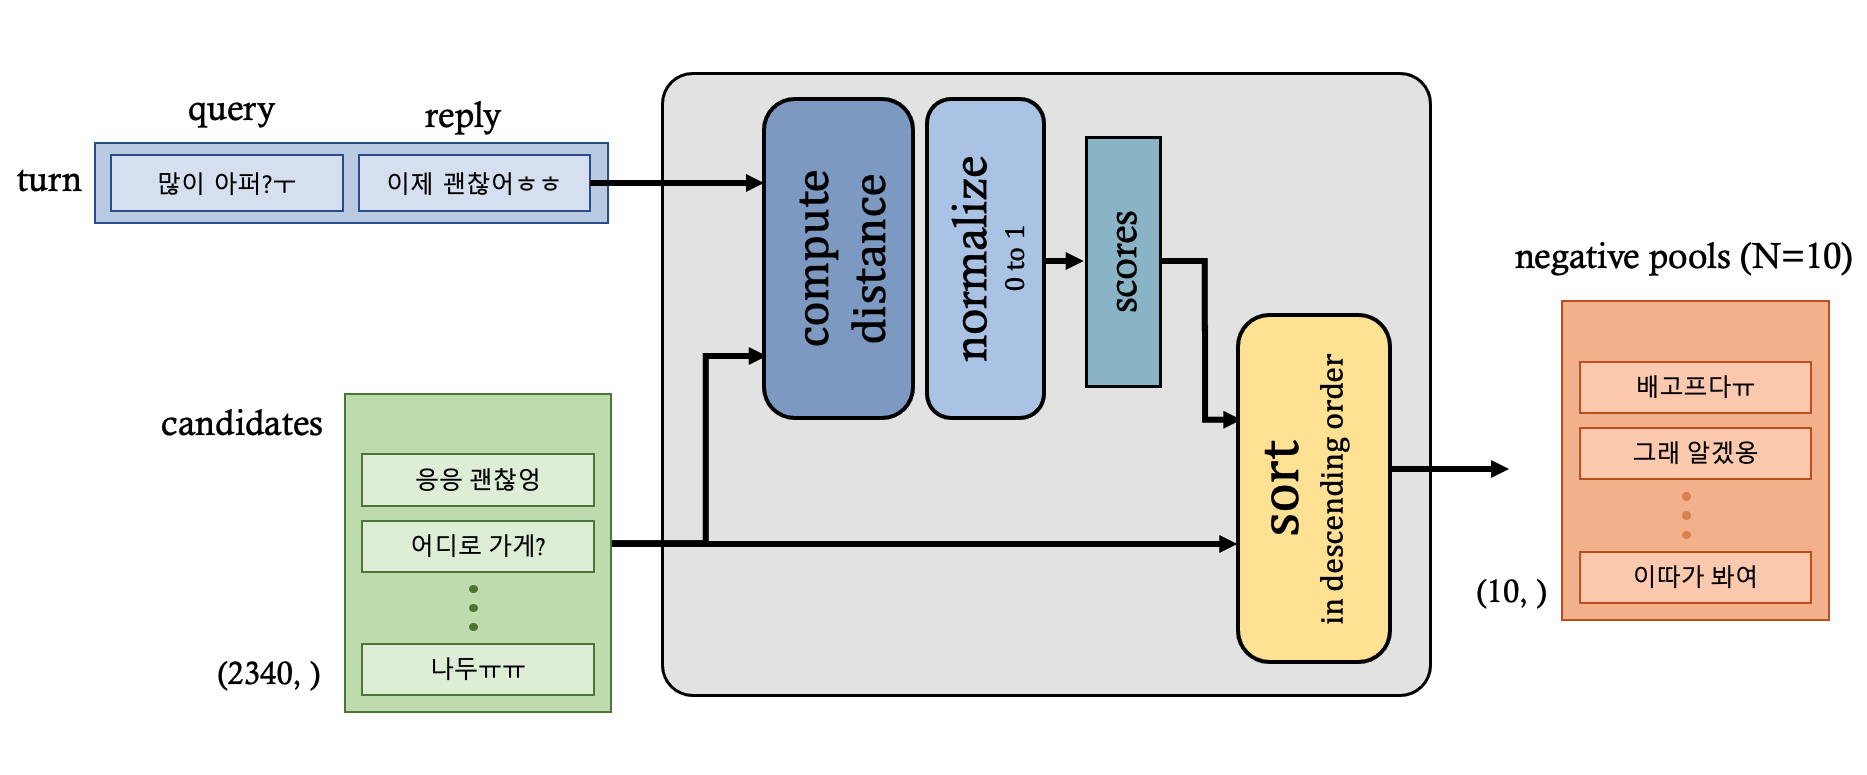 query
reply
turn
많이 아퍼?ㅜ
이제 괜찮어ㅎㅎ
candidates
응응 괜찮엉
어디로 가게?
나두ㅠㅠ
(2340, )
compute
distance
normalize
0 to 1
scores
sort
in descending order
negative pools (N=10)
배고프다ㅠ
그래 알겠옹
이따가 봐여
(10, )